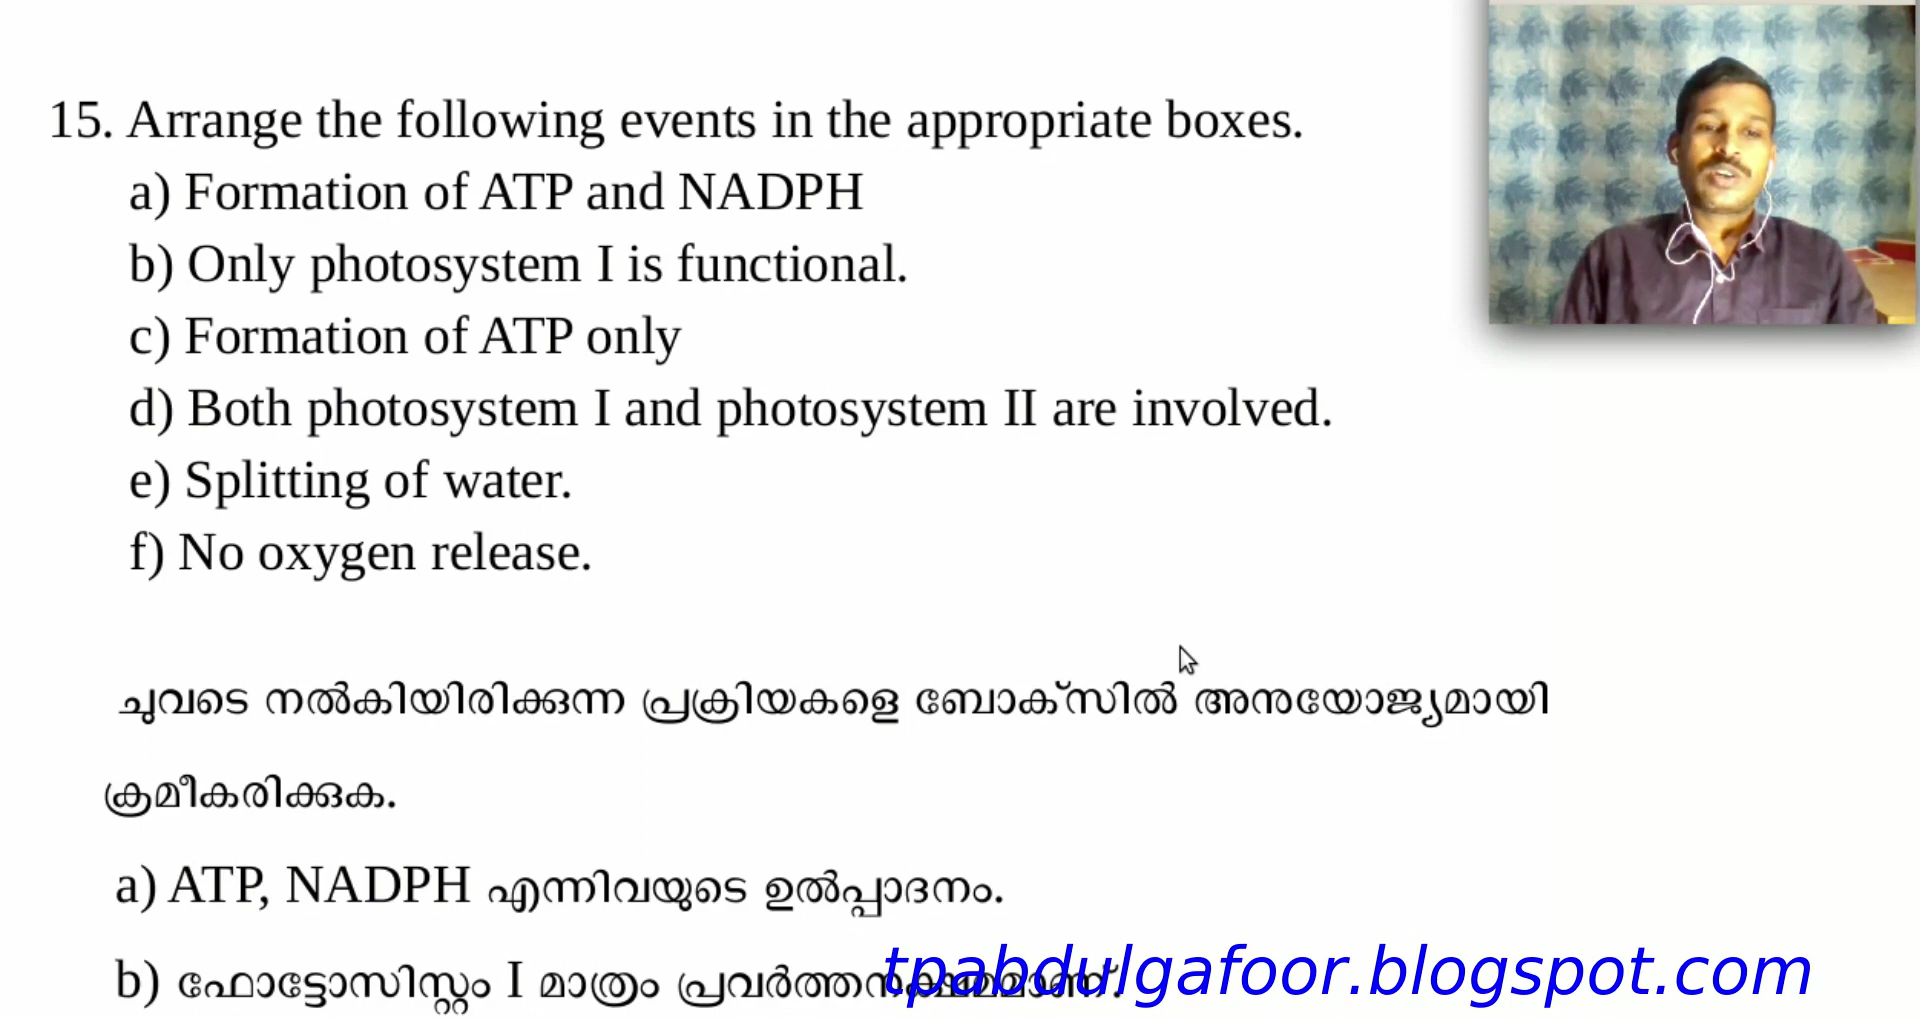 15. Arrange the following events in the appropriate boxes.
a) Formation of ATP and NADPH
b) Only photosystem I is functional.
c) Formation of ATP only
d) Both photosystem I and photosystem II are involved.
e) Splitting of water.
f) No oxygen release.
ചുവടെ നൽകിയിരിക്കുന്ന പ്രക്രിയകളെ ബോക്സിൽ അനുയോജ്യമായി
ക്രമീകരിക്കുക.
a) ATP, NADPH എന്നിവയുടെ ഉൽപ്പാദനം.
b) ഫോട്ടോസിസ്റ്റം I മാത്രം
tpabdulgafoor.blogspot.com